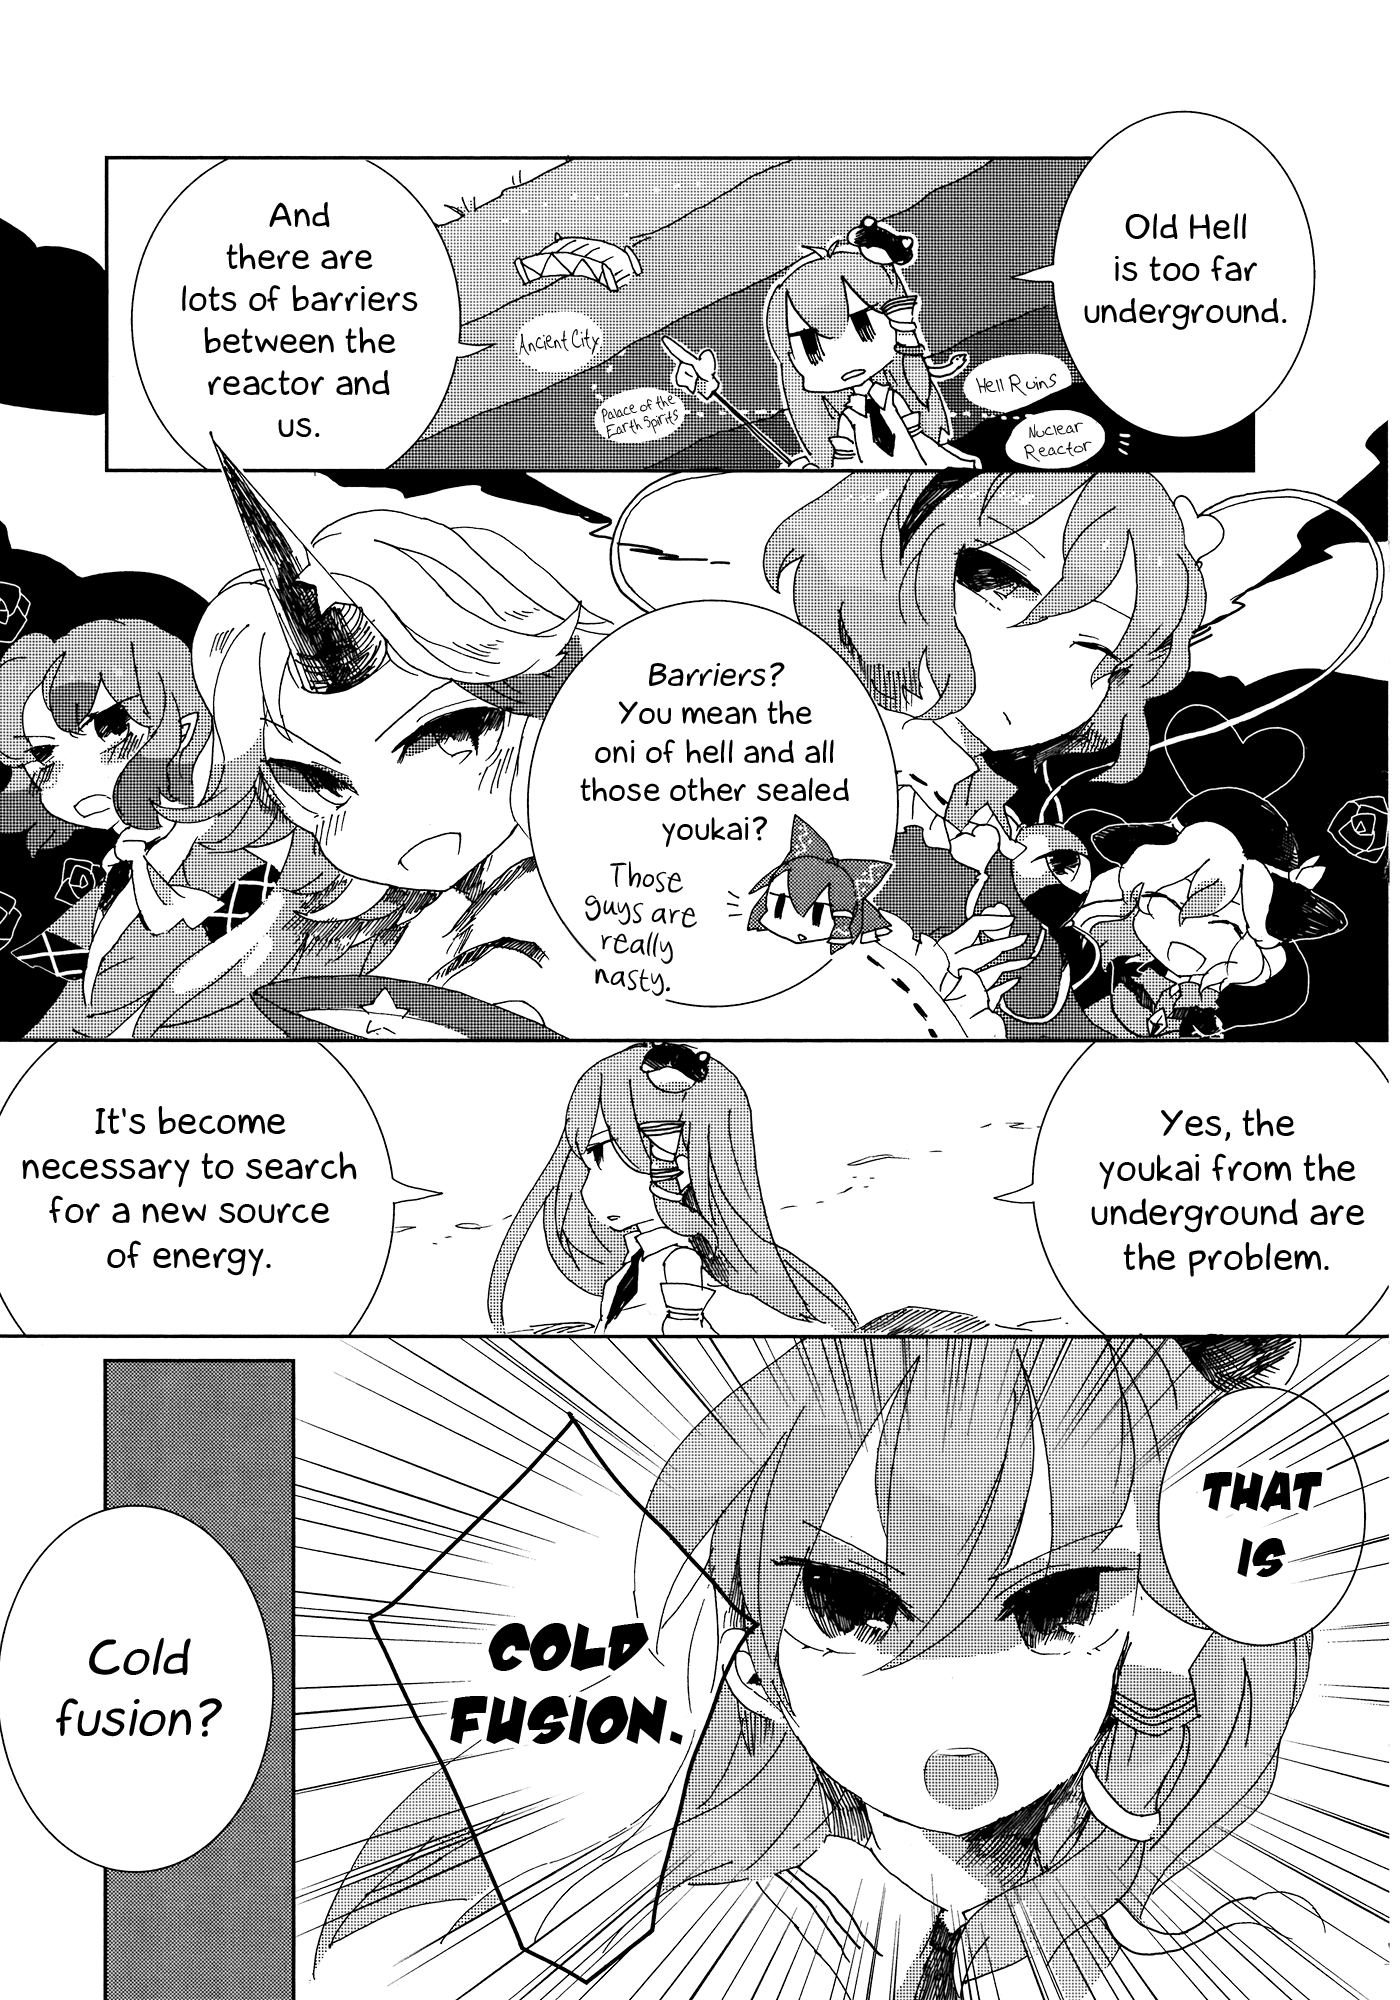 Old Hell
is too far
underground.
And
there are
lots of barriers
between the
reactor and
us.
Ancient City
Palace of the
Earth Spirits
Hell Ruins
Nuclear
Reactor
Barriers?
You mean the
oni of hell and all
those other sealed
youkai?
Those
guys are
really
nasty.
Yes, the
youkai from the
underground are
the problem.
It's become
necessary to search
for a new source
of energy.
THAT
IS
COLD
FUSION.
Cold
fusion?